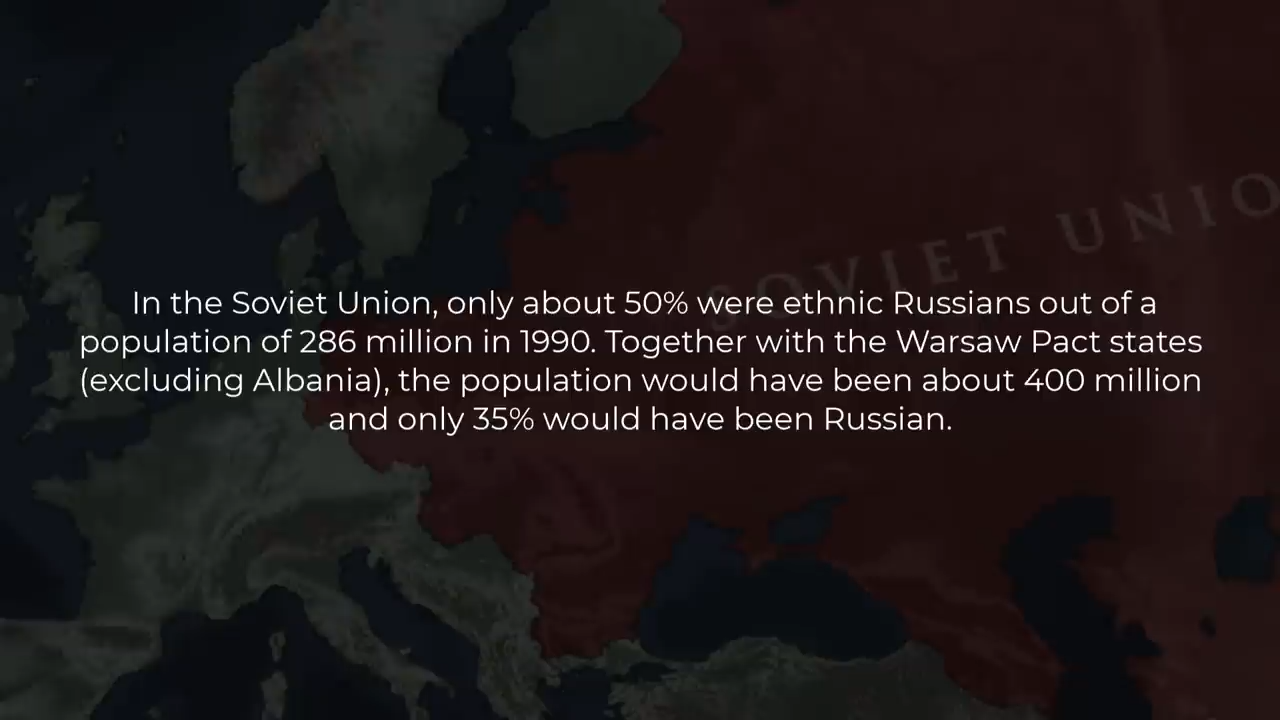 SOVIET UNIO
In the Soviet Union, only about 50% were ethnic Russians out of a
population of 286 million in 1990. Together with the Warsaw Pact states
(excluding Albania), the population would have been about 400 million
and only 35% would have been Russian.